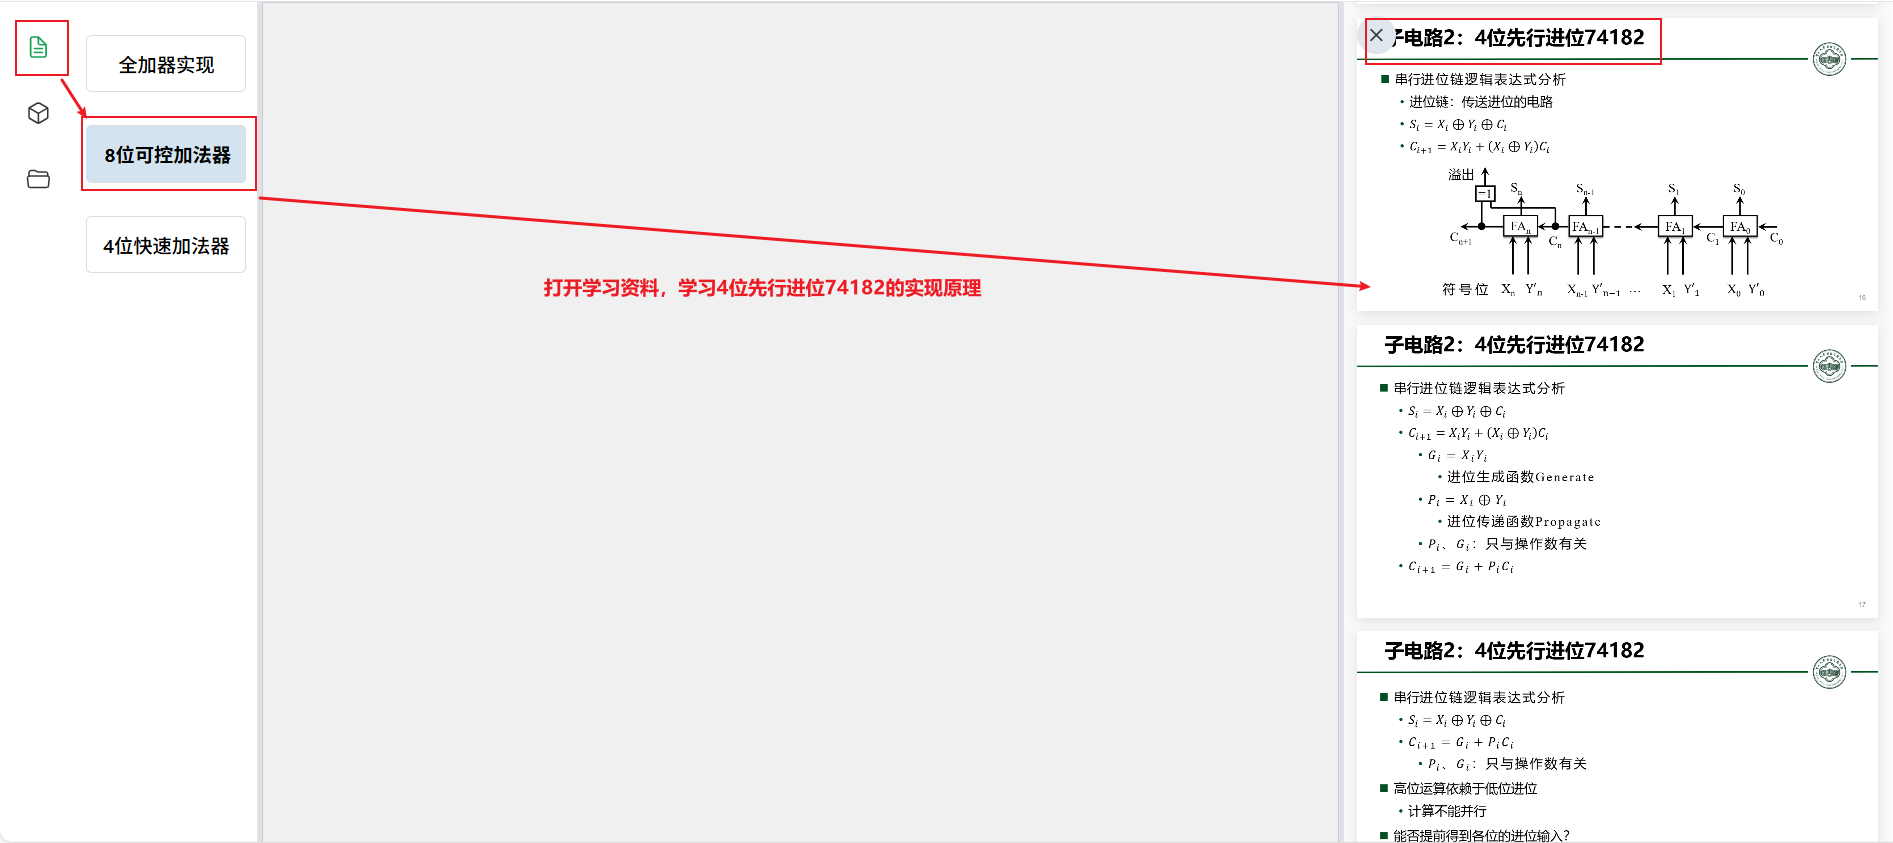 全加器实现
8位可控加法器
4位快速加法器
打开学习资料，学习4位先行进位74182的实现原理
子电路2：4位先行进位74182
■ 串行进位链逻辑表达式分析
• 进位链：传送进位的电路
• S_i = X_i ⊕ Y_i ⊕ C_i
• C_{i+1} = X_iY_i + (X_i ⊕ Y_i)C_i
溢出
=1 S_n S_{n-1} S_1 S_0
FA_n FA_{n-1} FA_1 FA_0
C_{n+1} C_n C_1 C_0
符号位 X_n Y'_n X_{n-1} Y'_{n-1} … X_1 Y'_1 X_0 Y'_0
16
子电路2：4位先行进位74182
■ 串行进位链逻辑表达式分析
• S_i = X_i ⊕ Y_i ⊕ C_i
• C_{i+1} = X_iY_i + (X_i ⊕ Y_i)C_i
• G_i = X_iY_i
• 进位生成函数Generate
• P_i = X_i ⊕ Y_i
• 进位传递函数Propagate
• P_i、G_i：只与操作数有关
• C_{i+1} = G_i + P_iC_i
17
子电路2：4位先行进位74182
■ 串行进位链逻辑表达式分析
• S_i = X_i ⊕ Y_i ⊕ C_i
• C_{i+1} = G_i + P_iC_i
• P_i、G_i：只与操作数有关
■ 高位运算依赖于低位进位
• 计算不能并行
■ 能否提前得到各位的进位输入？